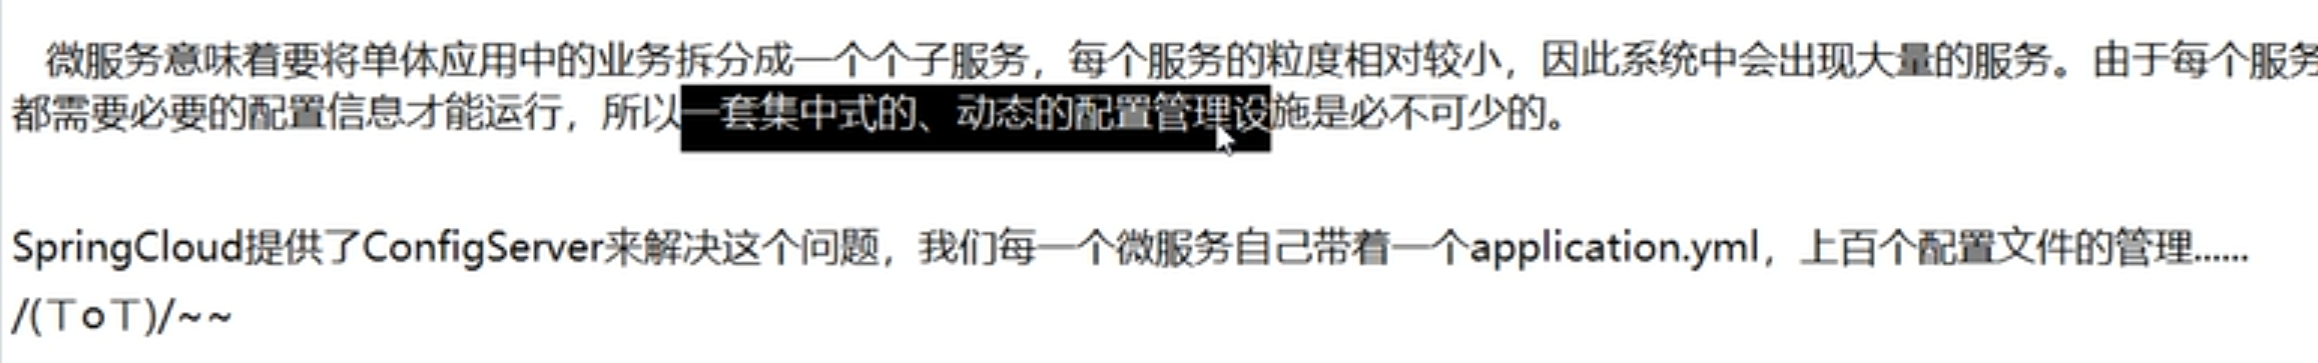 微服务意味着要将单体应用中的业务拆分成一个个子服务，每个服务的粒度相对较小，因此系统中会出现大量的服务。由于每个服务
都需要必要的配置信息才能运行，所以一套集中式的、动态的配置管理设施是必不可少的。
SpringCloud提供了ConfigServer来解决这个问题，我们每一个微服务自己带着一个application.yml，上百个配置文件的管理......
/(ㄒoㄒ)/~~